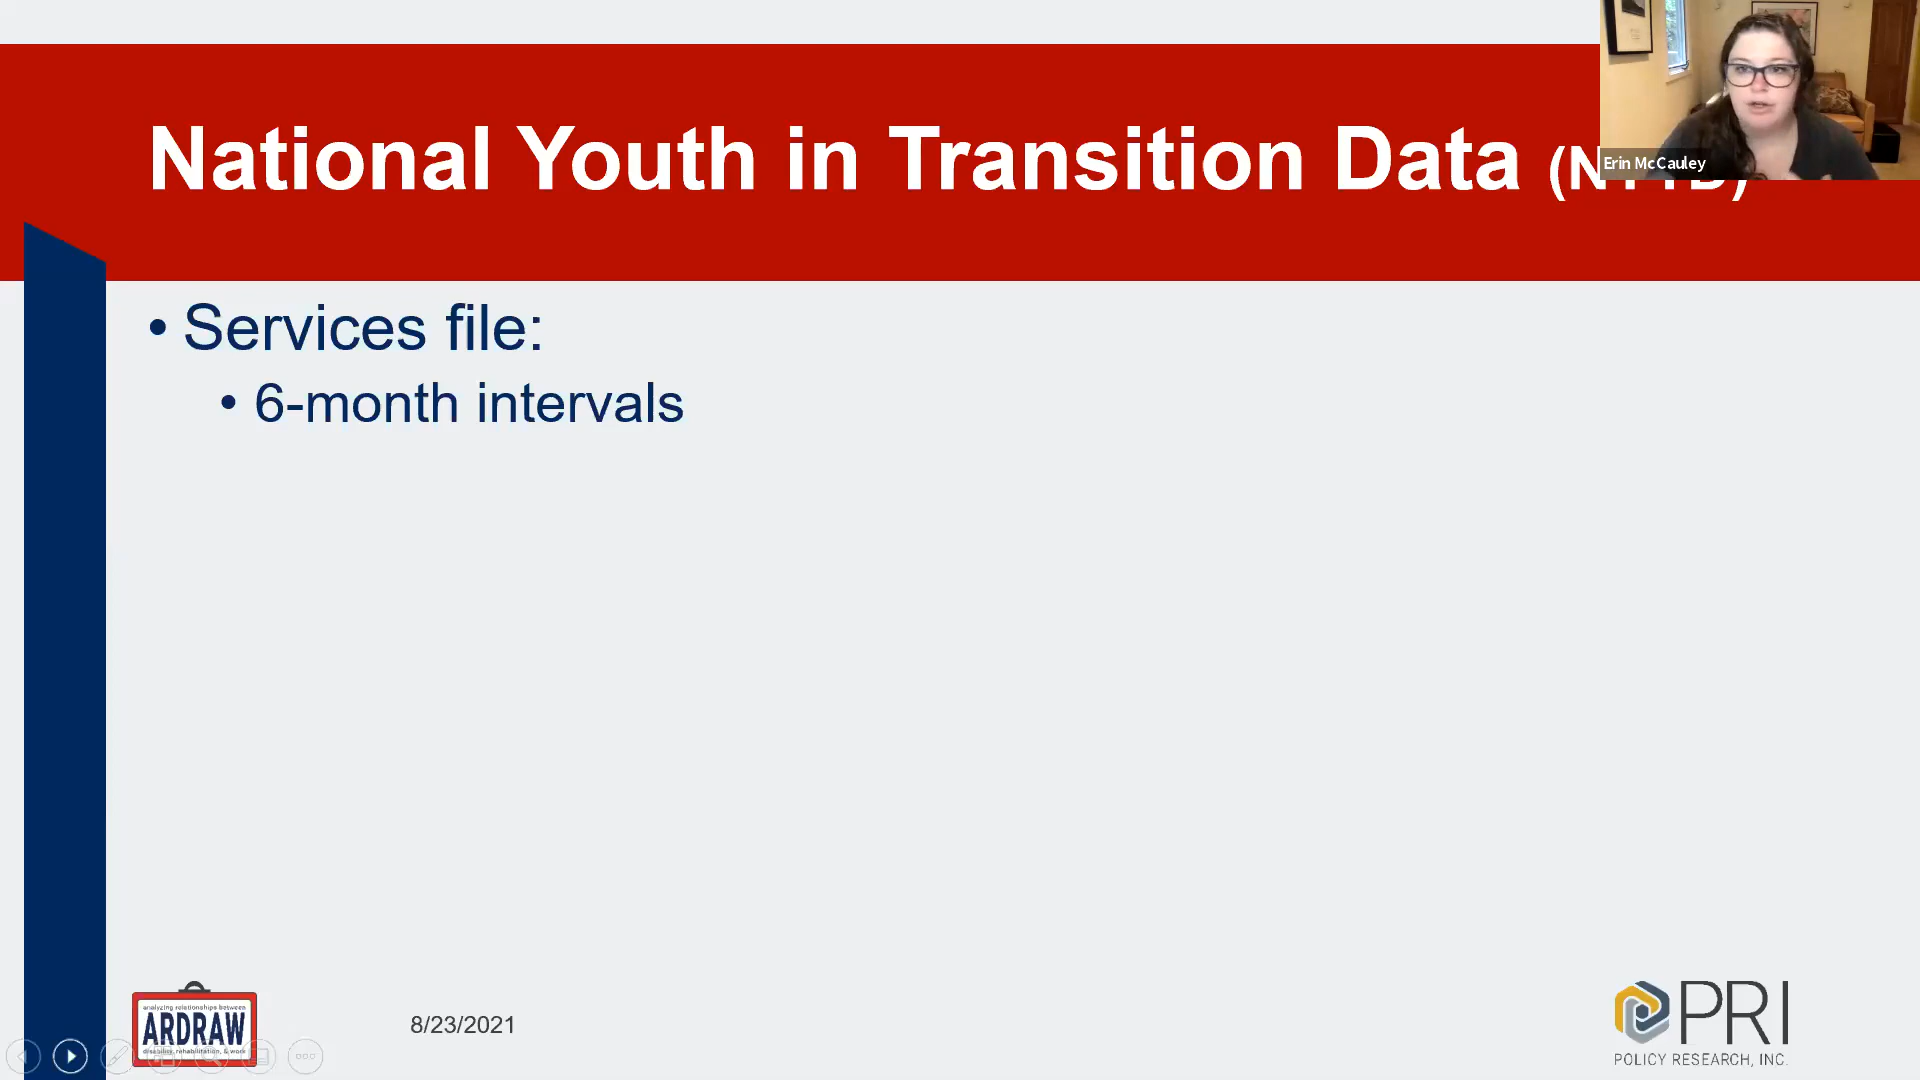 National Youth in Transition Data
Erin McCauley
• Services file:
• 6-month intervals
analyzing relationships between
ARDRAW
disability, rehabilitation, & work
8/23/2021
PRI
POLICY RESEARCH, INC.